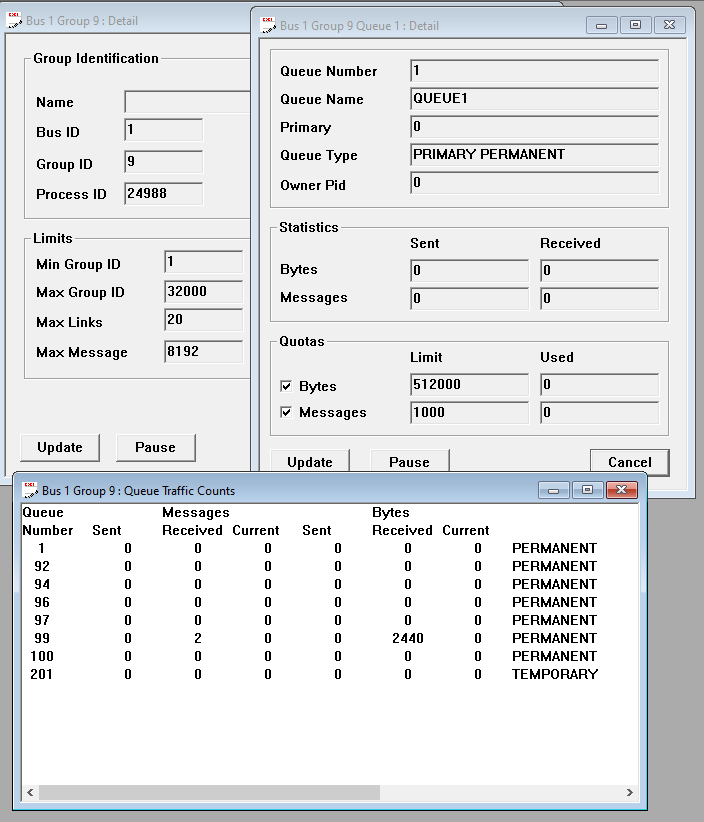 Bus 1 Group 9 : Detail
Group Identification
Name
Bus ID 1
Group ID 9
Process ID 24988
Limits
Min Group ID 1
Max Group ID 32000
Max Links 20
Max Message 8192
Update Pause
Bus 1 Group 9 Queue 1 : Detail
Queue Number 1
Queue Name QUEUE1
Primary 0
Queue Type PRIMARY PERMANENT
Owner Pid 0
Statistics
Sent Received
Bytes 0 0
Messages 0 0
Quotas
Limit Used
Bytes 512000 0
Messages 1000 0
Update Pause Cancel
Bus 1 Group 9 : Queue Traffic Counts
Queue Messages Bytes
Number Sent Received Current Sent Received Current
1 0 0 0 0 0 0 PERMANENT
92 0 0 0 0 0 0 PERMANENT
94 0 0 0 0 0 0 PERMANENT
96 0 0 0 0 0 0 PERMANENT
97 0 0 0 0 0 0 PERMANENT
99 0 2 0 0 2440 0 PERMANENT
100 0 0 0 0 0 0 PERMANENT
201 0 0 0 0 0 0 TEMPORARY